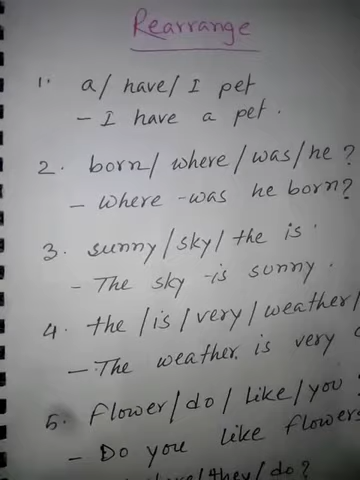 Rearrange
1. a/ have/ I pet
- I have a pet.
2. born/ where/was/he?
- where was he born?
3. sunny/sky/the is.
- The sky is sunny.
4. the/is/very/weather/
- The weather is very
5. Flower/do/like/you
- Do you like flowers
they/do?